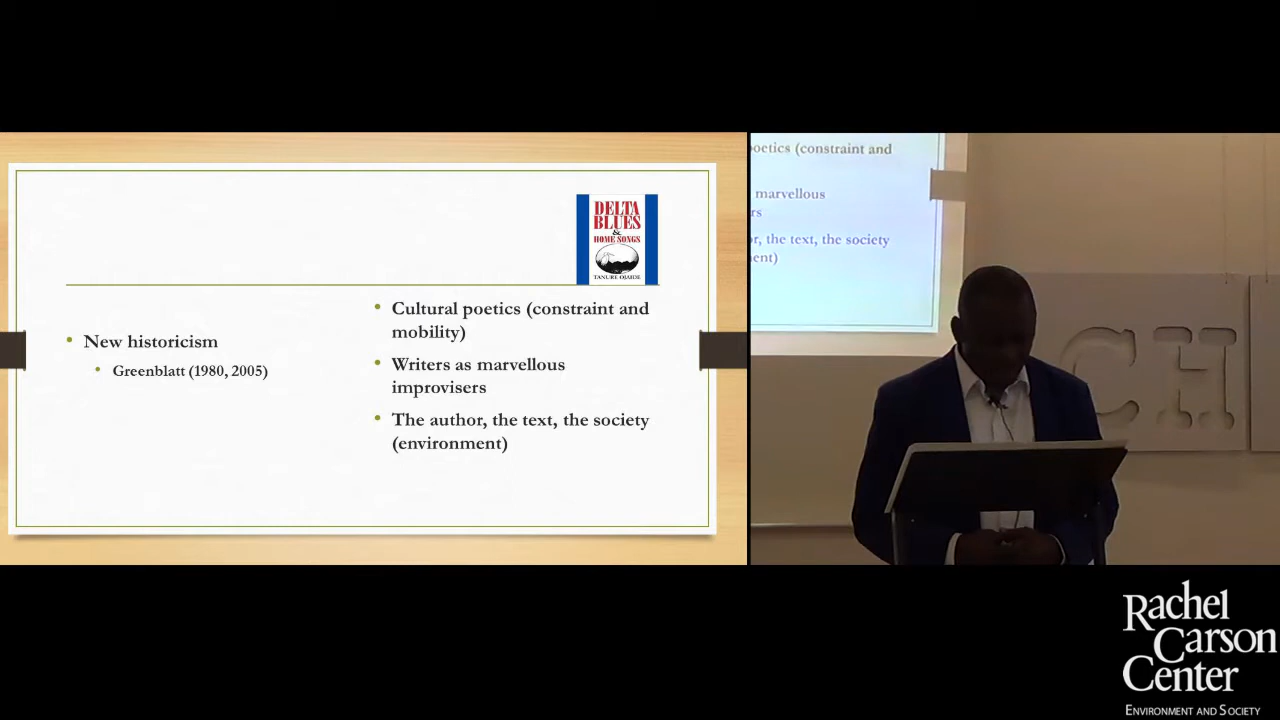 DELTA
BLUES
&
HOME SONGS
TANURE OJAIDE
• New historicism
• Greenblatt (1980, 2005)
• Cultural poetics (constraint and
mobility)
• Writers as marvellous
improvisers
• The author, the text, the society
(environment)
oetics (constraint and
marvellous
rs
r, the text, the society
ent)
CH
Rachel
Carson
Center
ENVIRONMENT AND SOCIETY